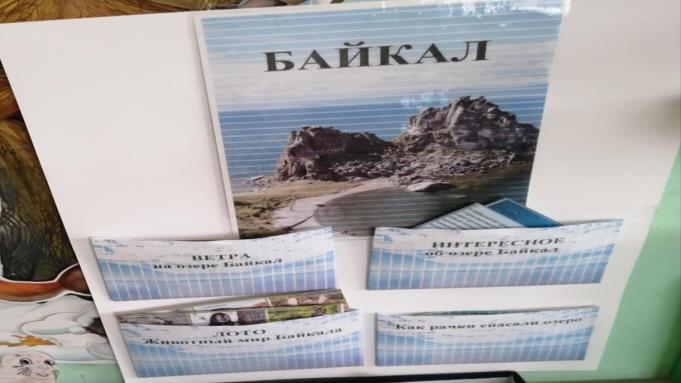 БАЙКАЛ
ВЕТРА
на озере Байкал
ИНТЕРЕСНОЕ
об озере Байкал
ЛОТО
Животный мир Байкала
Как рачки спасали озеро